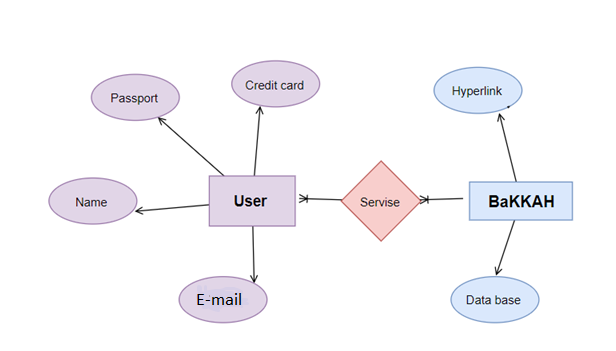 Credit card
Passport
Hyperlink
Name
User
Servise
BaKKAH
E-mail
Data base